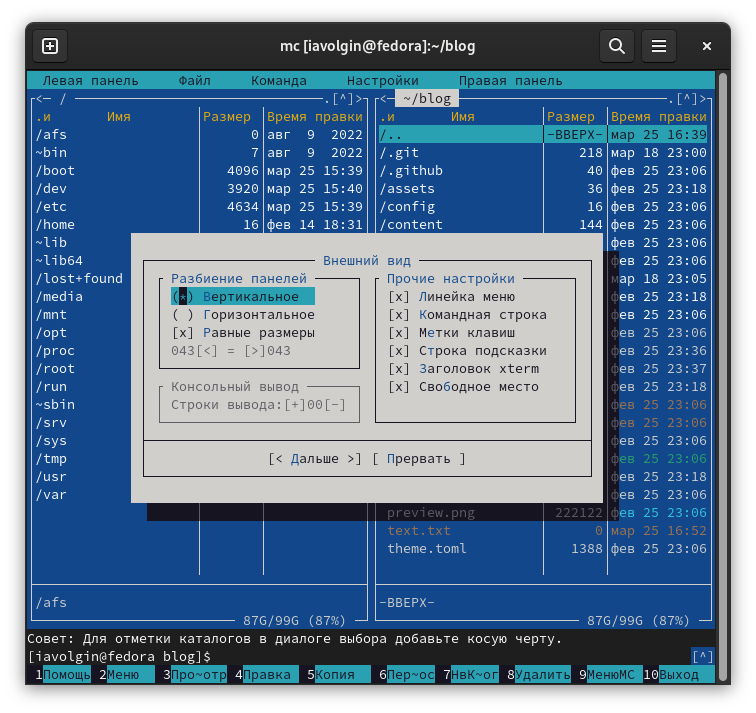 mc [iavolgin@fedora]:~/blog
Левая панель Файл Команда Настройки Правая панель
<─ / .[^]> <─ ~/blog .[^]>
.и Имя Размер Время правки .и Имя Размер Время правки
/afs 0 авг 9 2022 /.. -ВВЕРХ- мар 25 16:39
~bin 7 авг 9 2022 /.git 218 мар 18 23:00
/boot 4096 мар 25 15:39 /.github 40 фев 25 23:06
/dev 3920 мар 25 15:40 /assets 36 фев 25 23:18
/etc 4634 мар 25 15:39 /config 16 фев 25 23:06
/home 16 фев 14 18:31 /content 144 фев 25 23:06
~lib фев 25 23:06
~lib64 Внешний вид фев 25 23:06
/lost+found Разбиение панелей Прочие настройки мар 18 23:05
/media (*) Вертикальное [x] Линейка меню фев 25 23:18
/mnt ( ) Горизонтальное [x] Командная строка фев 25 23:06
/opt [x] Равные размеры [x] Метки клавиш фев 25 23:06
/proc 043[<] = [>]043 [x] Строка подсказки фев 25 23:36
/root [x] Заголовок xterm фев 25 23:37
/run Консольный вывод [x] Свободное место фев 25 23:18
~sbin Строки вывода:[+]00[-] фев 25 23:06
/srv фев 25 23:06
/sys фев 25 23:06
/tmp [< Дальше >] [ Прервать ] фев 25 23:06
/usr фев 25 23:18
/var фев 25 23:06
preview.png 222122 фев 25 23:06
text.txt 0 мар 25 16:52
theme.toml 1388 фев 25 23:06
/afs -ВВЕРХ-
87G/99G (87%) 87G/99G (87%)
Совет: Для отметки каталогов в диалоге выбора добавьте косую черту.
[iavolgin@fedora blog]$ [^]
1Помощь 2Меню 3Про~отр 4Правка 5Копия 6Пер~ос 7НвК~ог 8Удалить 9МенюМС 10Выход